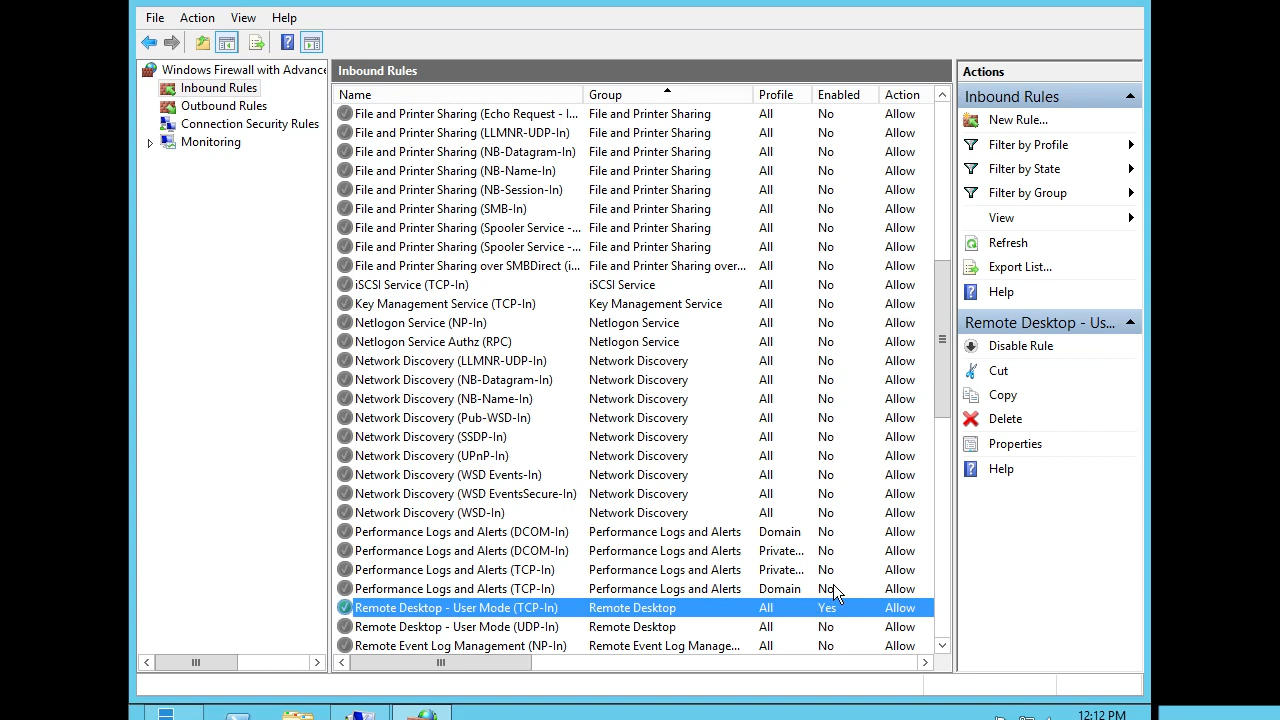 File Action View Help
Windows Firewall with Advance
Inbound Rules
Outbound Rules
Connection Security Rules
Monitoring
Inbound Rules
Name Group Profile Enabled Action
File and Printer Sharing (Echo Request - I... File and Printer Sharing All No Allow
File and Printer Sharing (LLMNR-UDP-In) File and Printer Sharing All No Allow
File and Printer Sharing (NB-Datagram-In) File and Printer Sharing All No Allow
File and Printer Sharing (NB-Name-In) File and Printer Sharing All No Allow
File and Printer Sharing (NB-Session-In) File and Printer Sharing All No Allow
File and Printer Sharing (SMB-In) File and Printer Sharing All No Allow
File and Printer Sharing (Spooler Service -... File and Printer Sharing All No Allow
File and Printer Sharing (Spooler Service -... File and Printer Sharing All No Allow
File and Printer Sharing over SMBDirect (i... File and Printer Sharing over... All No Allow
iSCSI Service (TCP-In) iSCSI Service All No Allow
Key Management Service (TCP-In) Key Management Service All No Allow
Netlogon Service (NP-In) Netlogon Service All No Allow
Netlogon Service Authz (RPC) Netlogon Service All No Allow
Network Discovery (LLMNR-UDP-In) Network Discovery All No Allow
Network Discovery (NB-Datagram-In) Network Discovery All No Allow
Network Discovery (NB-Name-In) Network Discovery All No Allow
Network Discovery (Pub-WSD-In) Network Discovery All No Allow
Network Discovery (SSDP-In) Network Discovery All No Allow
Network Discovery (UPnP-In) Network Discovery All No Allow
Network Discovery (WSD Events-In) Network Discovery All No Allow
Network Discovery (WSD EventsSecure-In) Network Discovery All No Allow
Network Discovery (WSD-In) Network Discovery All No Allow
Performance Logs and Alerts (DCOM-In) Performance Logs and Alerts Domain No Allow
Performance Logs and Alerts (DCOM-In) Performance Logs and Alerts Private... No Allow
Performance Logs and Alerts (TCP-In) Performance Logs and Alerts Private... No Allow
Performance Logs and Alerts (TCP-In) Performance Logs and Alerts Domain No Allow
Remote Desktop - User Mode (TCP-In) Remote Desktop All Yes Allow
Remote Desktop - User Mode (UDP-In) Remote Desktop All No Allow
Remote Event Log Management (NP-In) Remote Event Log Manage... All No Allow
Actions
Inbound Rules
New Rule...
Filter by Profile
Filter by State
Filter by Group
View
Refresh
Export List...
Help
Remote Desktop - Us...
Disable Rule
Cut
Copy
Delete
Properties
Help
12:12 PM